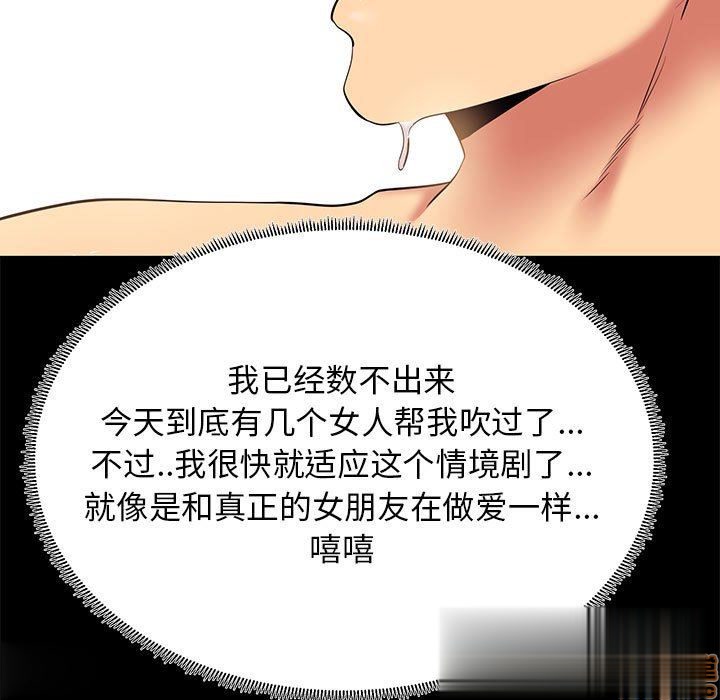 我已经数不出来
今天到底有几个女人帮我吹过了...
不过..我很快就适应这个情境剧了...
就像是和真正的女朋友在做爱一样...
嘻嘻